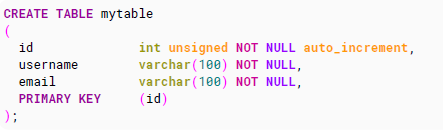 CREATE TABLE mytable
(
  id              int unsigned NOT NULL auto_increment,
  username        varchar(100) NOT NULL,
  email           varchar(100) NOT NULL,
  PRIMARY KEY     (id)
);